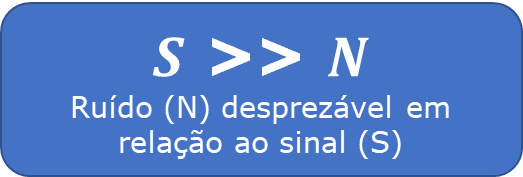 S >> N
Ruído (N) desprezável em
relação ao sinal (S)